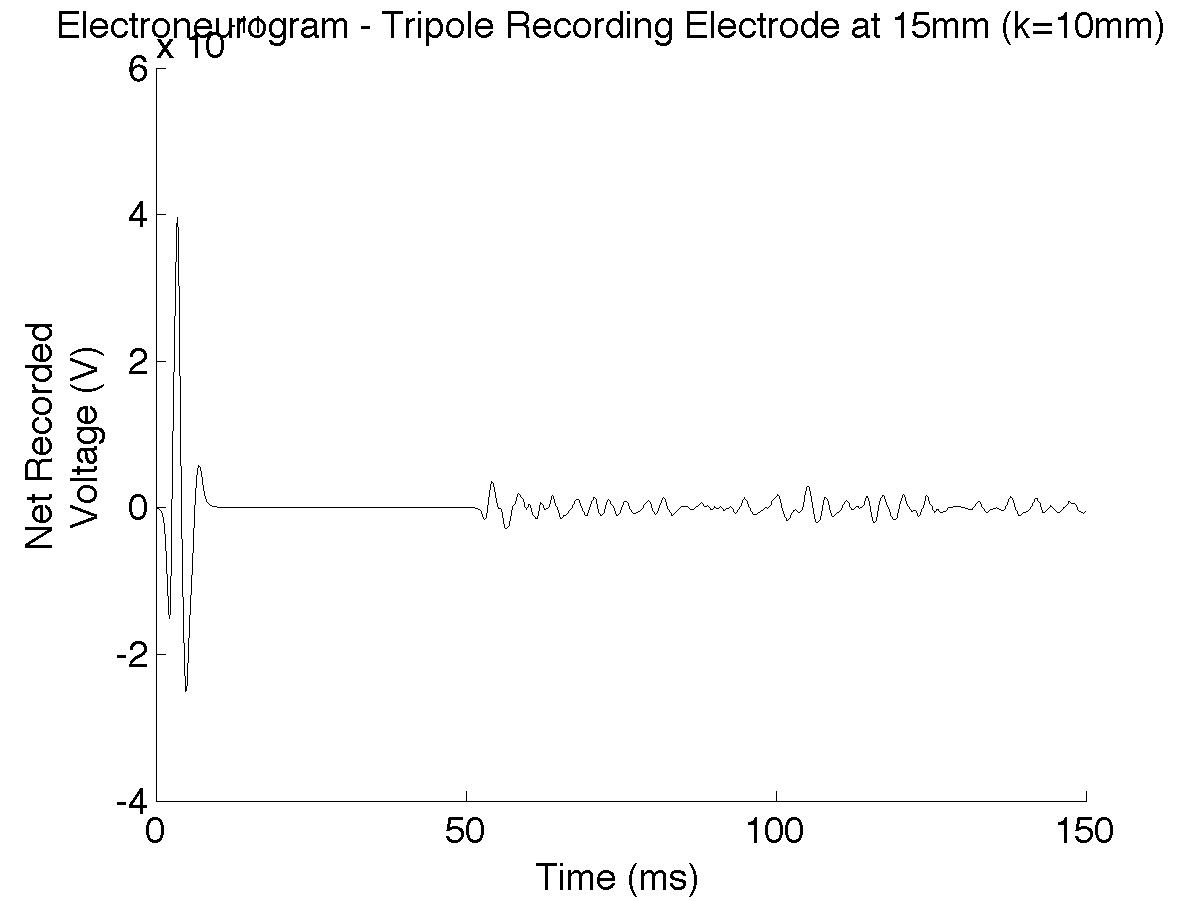 Electroneurogram - Tripole Recording Electrode at 15mm (k=10mm)
x 10
6
4
2
0
-2
-4
0
50
100
150
Net Recorded
Voltage (V)
Time (ms)